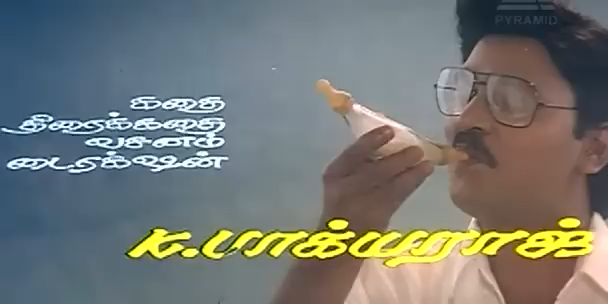 PYRAMID
கதை
திரைக்கதை
வசனம்
டைரக்ஷன்
K.பாக்யராஜ்